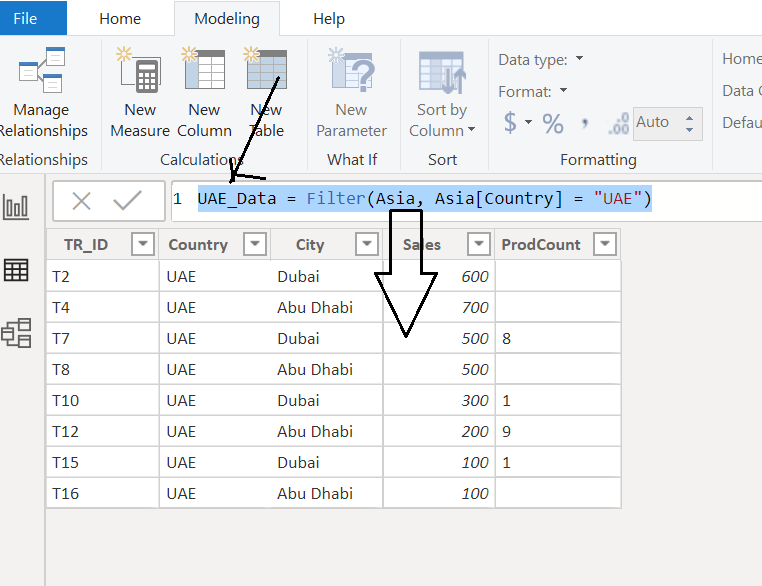 File Home Modeling Help
Manage Relationships
New Measure
New Column
New Table
New Parameter
Sort by Column
Data type:
Format:
$ % , .00 Auto
Home
Data
Defau
Relationships Calculations What If Sort Formatting
1 UAE_Data = Filter(Asia, Asia[Country] = "UAE")
TR_ID Country City Sales ProdCount
T2 UAE Dubai 600
T4 UAE Abu Dhabi 700
T7 UAE Dubai 500 8
T8 UAE Abu Dhabi 500
T10 UAE Dubai 300 1
T12 UAE Abu Dhabi 200 9
T15 UAE Dubai 100 1
T16 UAE Abu Dhabi 100